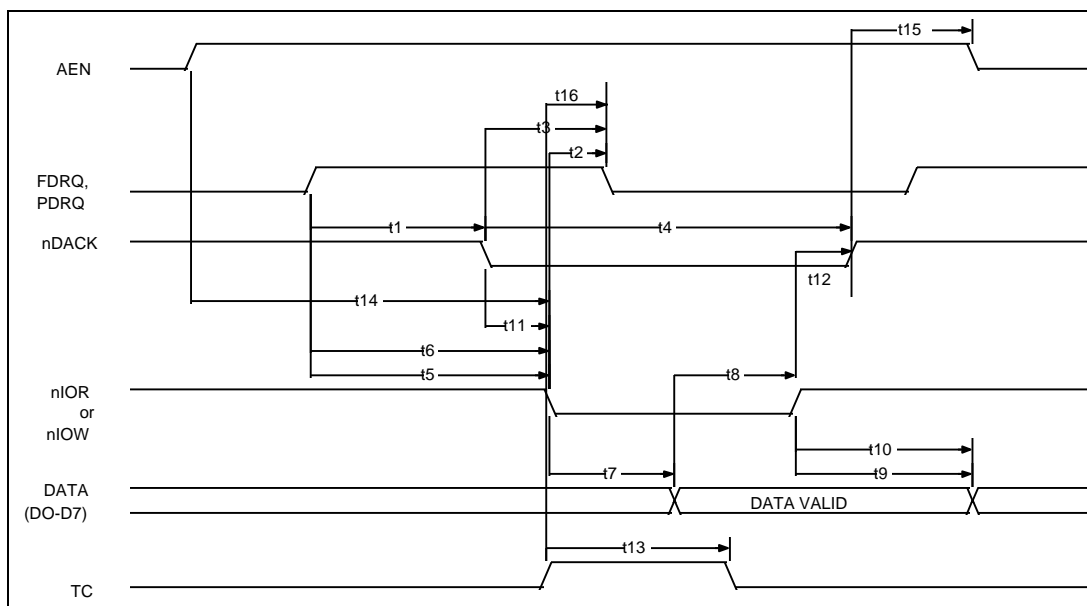 t15
AEN
t16
t3
t2
FDRQ,
PDRQ
t1
t4
nDACK
t12
t14
t11
t6
t5
t8
nIOR
or
nIOW
t10
t7
t9
DATA
DATA VALID
(DO-D7)
t13
TC